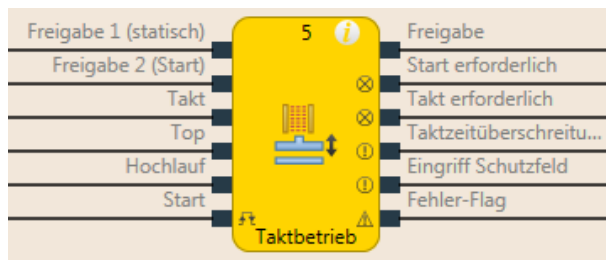 Freigabe 1 (statisch)
Freigabe 2 (Start)
Takt
Top
Hochlauf
Start
5
i
Taktbetrieb
Freigabe
Start erforderlich
Takt erforderlich
Taktzeitüberschreitu...
Eingriff Schutzfeld
Fehler-Flag